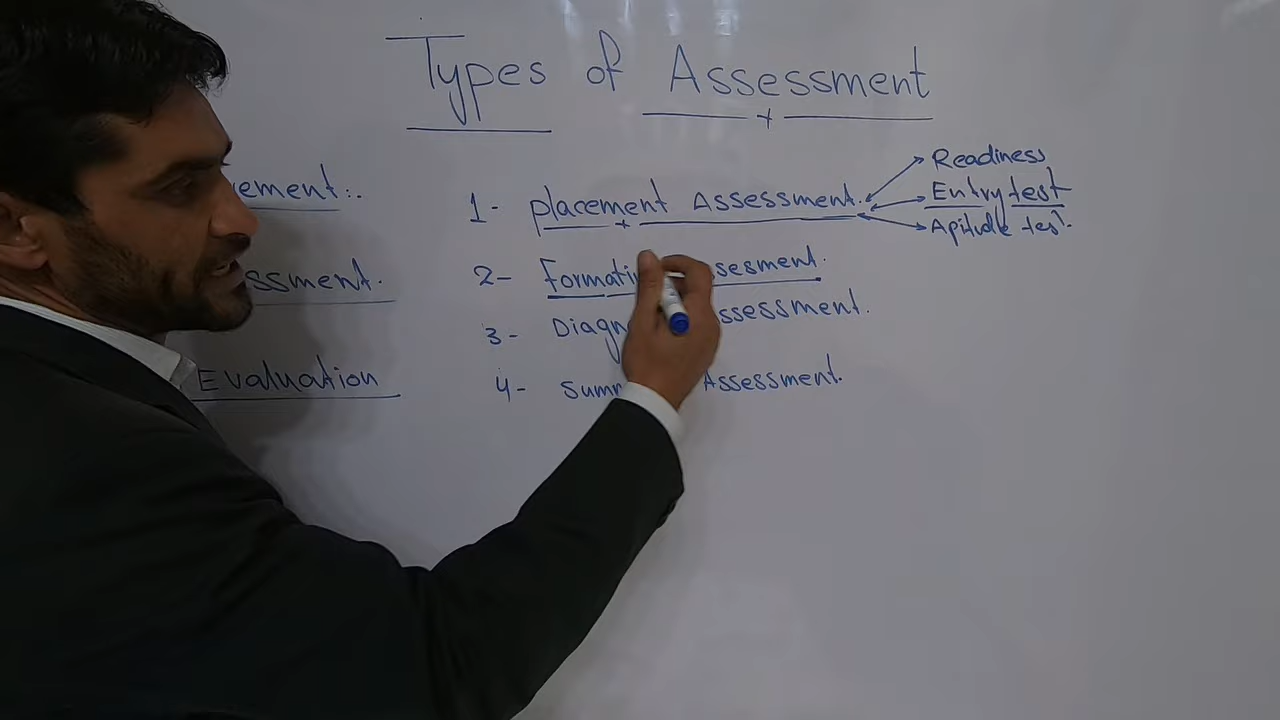 Types of Assessment
ement:.
ssment.
Evaluation
1- placement Assessment.
Readiness
Entry test
Aptitude test.
2- Formati ssesment.
3- Diagn ssessment.
4- Summ Assessment.